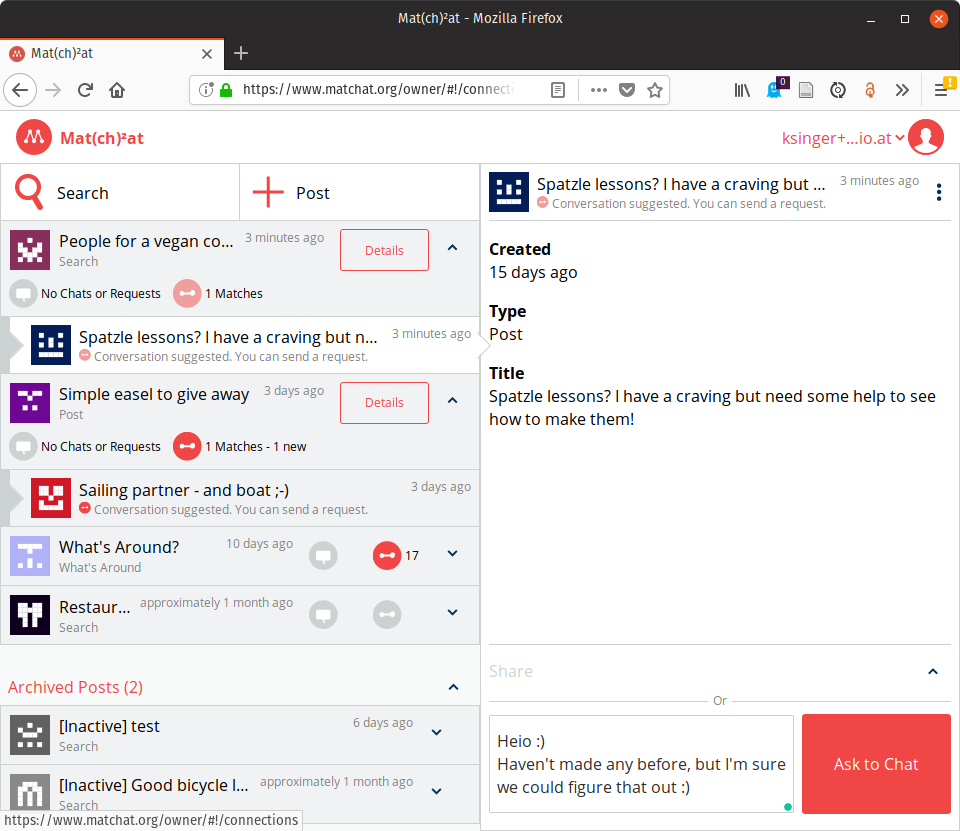 Mat(ch)²at - Mozilla Firefox
Mat(ch)²at
https://www.matchat.org/owner/#!/connecti
0
Mat(ch)²at
ksinger+...io.at
Search
Post
People for a vegan co...
3 minutes ago
Search
Details
No Chats or Requests
1 Matches
Spatzle lessons? I have a craving but n...
3 minutes ago
Conversation suggested. You can send a request.
Simple easel to give away
3 days ago
Post
Details
No Chats or Requests
1 Matches - 1 new
Sailing partner - and boat ;-)
3 days ago
Conversation suggested. You can send a request.
What's Around?
10 days ago
What's Around
17
Restaur...
approximately 1 month ago
Search
Archived Posts (2)
[Inactive] test
6 days ago
Search
[Inactive] Good bicycle l...
approximately 1 month ago
Search
https://www.matchat.org/owner/#!/connections
Spatzle lessons? I have a craving but ...
3 minutes ago
Conversation suggested. You can send a request.
Created
15 days ago
Type
Post
Title
Spatzle lessons? I have a craving but need some help to see
how to make them!
Share
Or
Heio :)
Haven't made any before, but I'm sure
we could figure that out :)
Ask to Chat